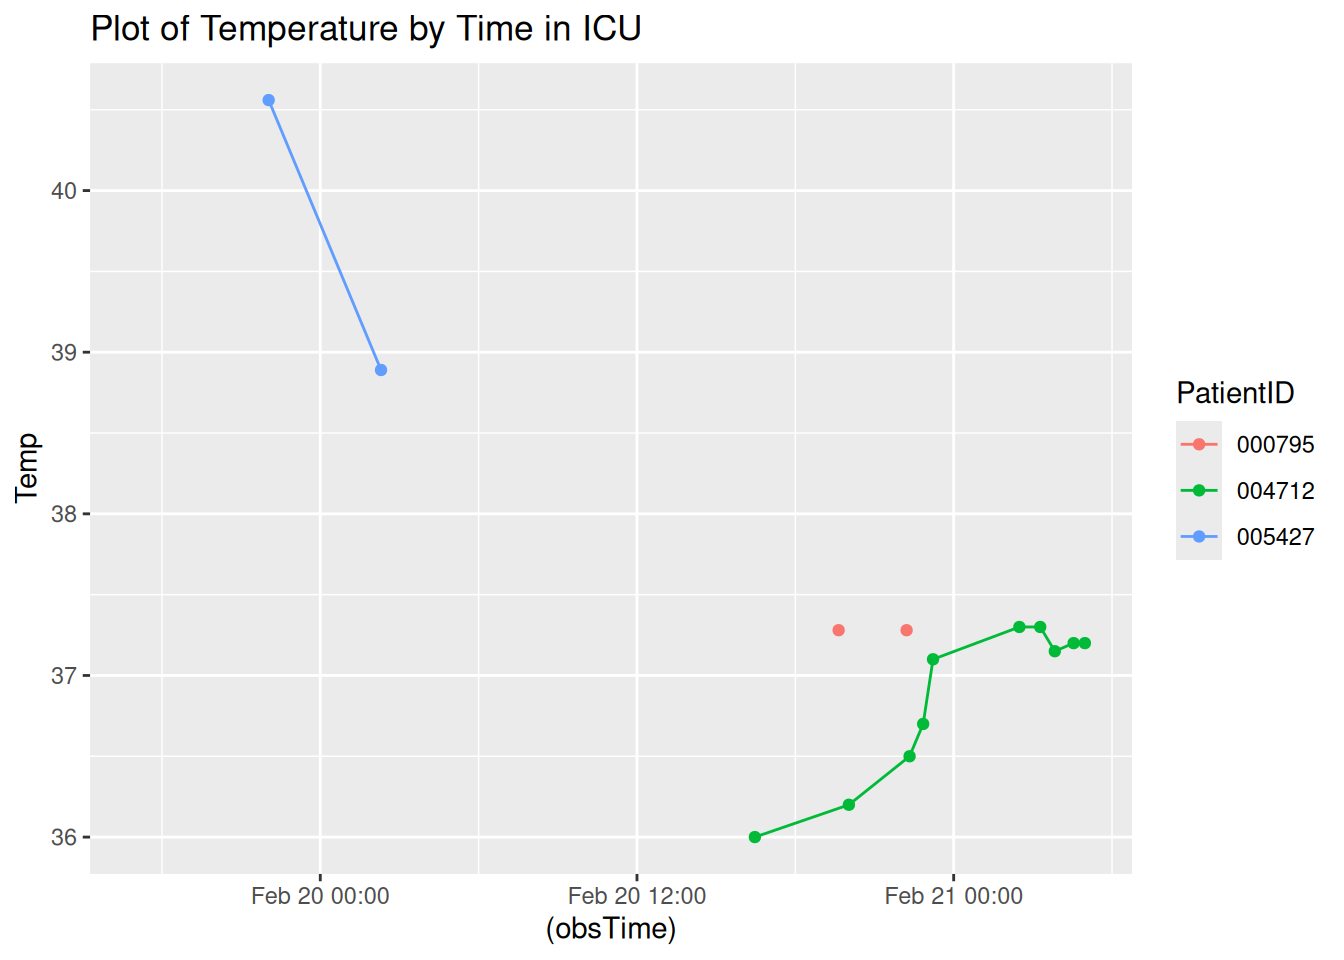 Plot of Temperature by Time in ICU
40
39
38
37
36
Temp
Feb 20 00:00
Feb 20 12:00
Feb 21 00:00
(obsTime)
PatientID
000795
004712
005427